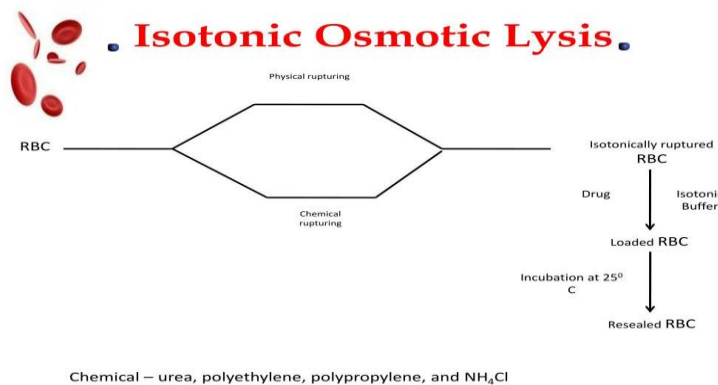 Isotonic Osmotic Lysis
Physical rupturing
RBC
Isotonically ruptured
RBC
Chemical
rupturing
Drug
Isotoni
Buffer
Loaded RBC
Incubation at 25⁰
C
Resealed RBC
Chemical – urea, polyethylene, polypropylene, and NH₄Cl